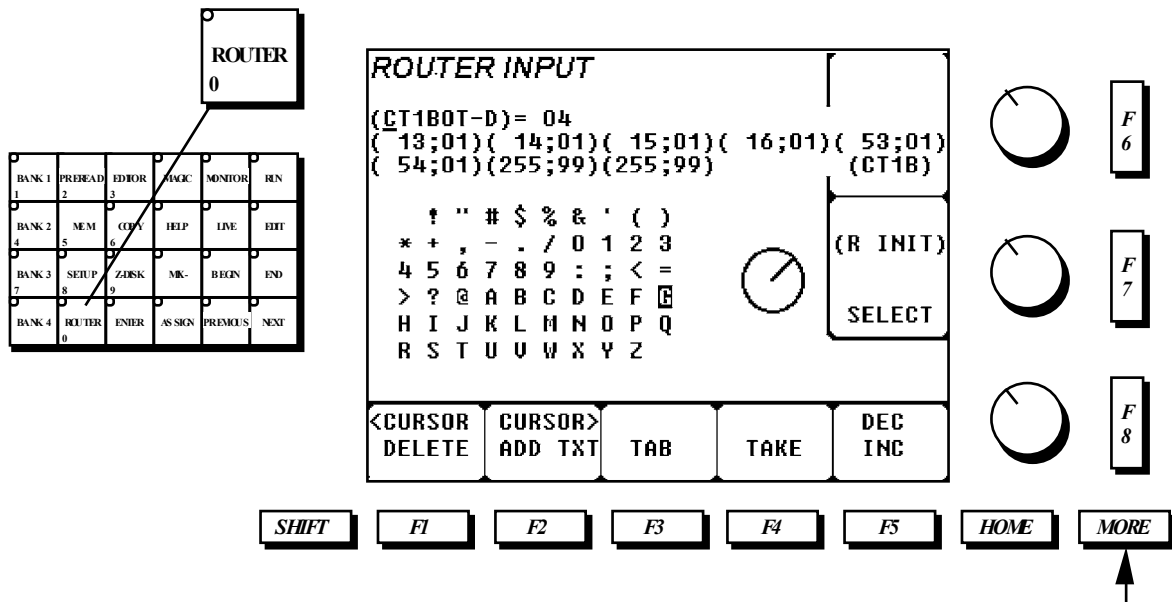 ROUTER
0
BANK 1 PREREAD EDITOR MAGIC MONITOR RUN
1 2 3
BANK 2 MEM COPY HELP LIVE EDIT
4 5 6
BANK 3 SETUP Z-DISK MK- BEGIN END
7 8 9
BANK 4 ROUTER ENTER ASSIGN PREVIOUS NEXT
0
ROUTER INPUT
(CT1BOT-D)= 04
( 13;01)( 14;01)( 15;01)( 16;01)( 53;01)
( 54;01)(255;99)(255;99) (CT1B)
! " # $ % & ' ( )
* + , - . / 0 1 2 3
4 5 6 7 8 9 : ; < =
> ? @ A B C D E F G
H I J K L M N O P Q
R S T U V W X Y Z
(R INIT)
SELECT
<CURSOR CURSOR> DEC
DELETE ADD TXT TAB TAKE INC
F
6
F
7
F
8
SHIFT F1 F2 F3 F4 F5 HOME MORE